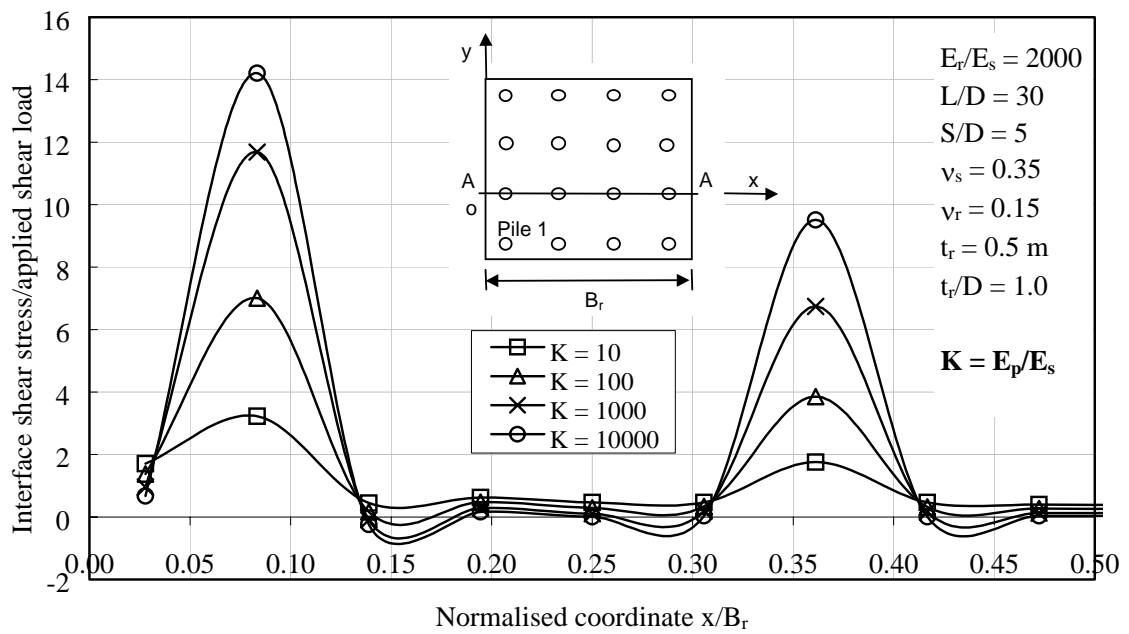 Interface shear stress/applied shear load
16
14
12
10
8
6
4
2
0
-2
y
A
A
x
o
Pile 1
Bᵣ
Eᵣ/Eₛ = 2000
L/D = 30
S/D = 5
νₛ = 0.35
νᵣ = 0.15
tᵣ = 0.5 m
tᵣ/D = 1.0
K = Eₚ/Eₛ
K = 10
K = 100
K = 1000
K = 10000
0.00 0.05 0.10 0.15 0.20 0.25 0.30 0.35 0.40 0.45 0.50
Normalised coordinate x/Bᵣ